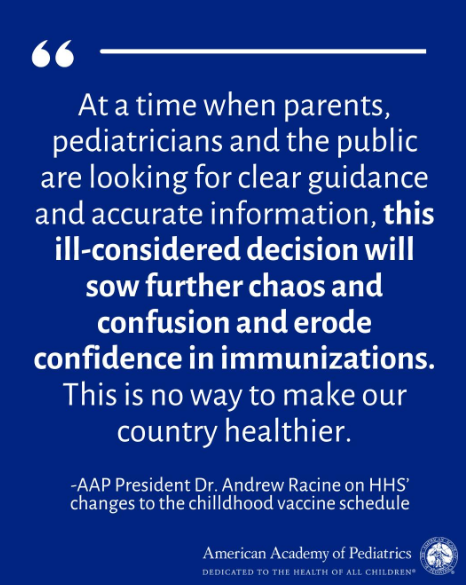 “
At a time when parents,
pediatricians and the public
are looking for clear guidance
and accurate information, this
ill-considered decision will
sow further chaos and
confusion and erode
confidence in immunizations.
This is no way to make our
country healthier.
-AAP President Dr. Andrew Racine on HHS’
changes to the chilldhood vaccine schedule
American Academy of Pediatrics
DEDICATED TO THE HEALTH OF ALL CHILDREN®